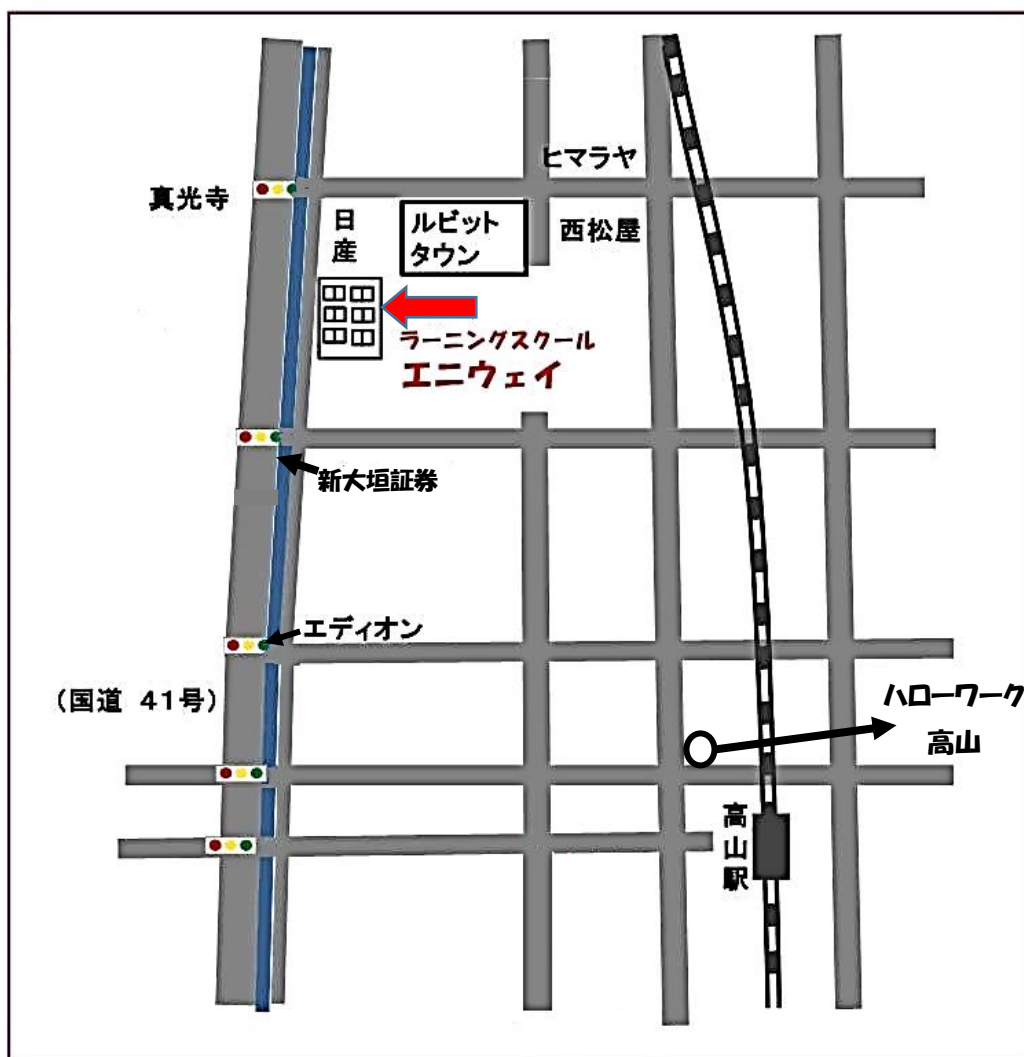 ヒマラヤ
真光寺
日産
ルビット
タウン
西松屋
ラーニングスクール
エニウェイ
新大垣証券
エディオン
(国道 41号)
ハローワーク
高山
高山駅